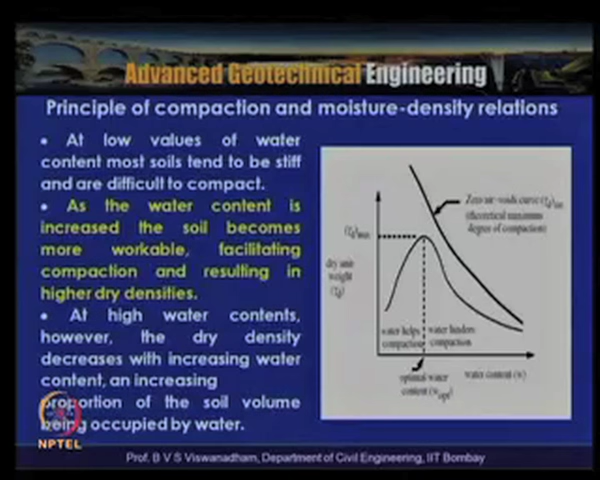 Advanced Geotechnical Engineering
Principle of compaction and moisture-density relations
• At low values of water
content most soils tend to be stiff
and are difficult to compact.
• As the water content is
increased the soil becomes
more workable, facilitating
compaction and resulting in
higher dry densities.
• At high water contents,
however, the dry density
decreases with increasing water
content, an increasing
proportion of the soil volume
being occupied by water.
Zero air-voids curve
(theoretical maximum
degree of compaction)
dry unit
weight
water helps
compaction
water hinders
compaction
optimal water
content (wopt)
water content (w)
NPTEL
Prof. B V S Viswanadham, Department of Civil Engineering, IIT Bombay